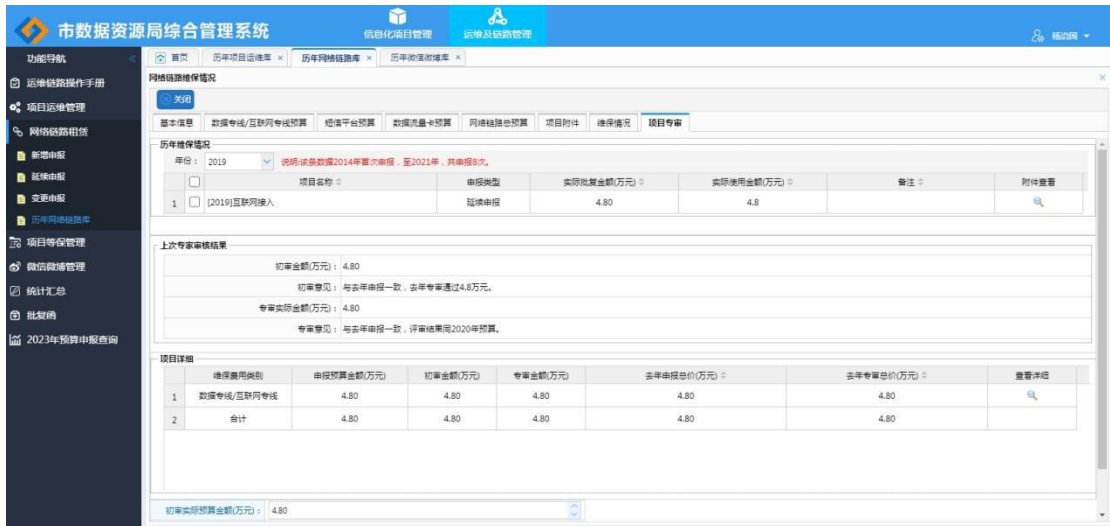 市数据资源局综合管理系统
信息化项目管理 运维及链路管理
功能导航
首页 历年项目运维库 × 历年网络链路库 × 历年微信微博库 ×
运维链路操作手册
项目运维管理
网络链路租赁
新增申报
延续申报
变更申报
历年网络链路库
项目等保管理
微信微博管理
统计汇总
批复函
2023年预算申报查询
网络链路维保情况
关闭
基本信息 数据专线/互联网专线预算 短信平台预算 数据流量卡预算 网络链路总预算 项目附件 维保情况 项目专审
历年维保情况
年份: 2019 说明:该条数据2014年首次申报,至2021年,共申报8次。
项目名称 申报类型 实际批复金额(万元) 实际使用金额(万元) 备注 附件查看
1 [2019]互联网接入 延续申报 4.80 4.8
上次专家审核结果
初审金额(万元): 4.80
初审意见: 与去年申报一致,去年专审通过4.8万元。
专审实际金额(万元): 4.80
专审意见: 与去年申报一致,评审结果同2020年预算。
项目详细
维保费用类别 申报预算金额(万元) 初审金额(万元) 专审金额(万元) 去年申报总价(万元) 去年专审总价(万元) 查看详细
1 数据专线/互联网专线 4.80 4.80 4.80 4.80 4.80
2 合计 4.80 4.80 4.80 4.80 4.80
初审实际预算金额(万元): 4.80